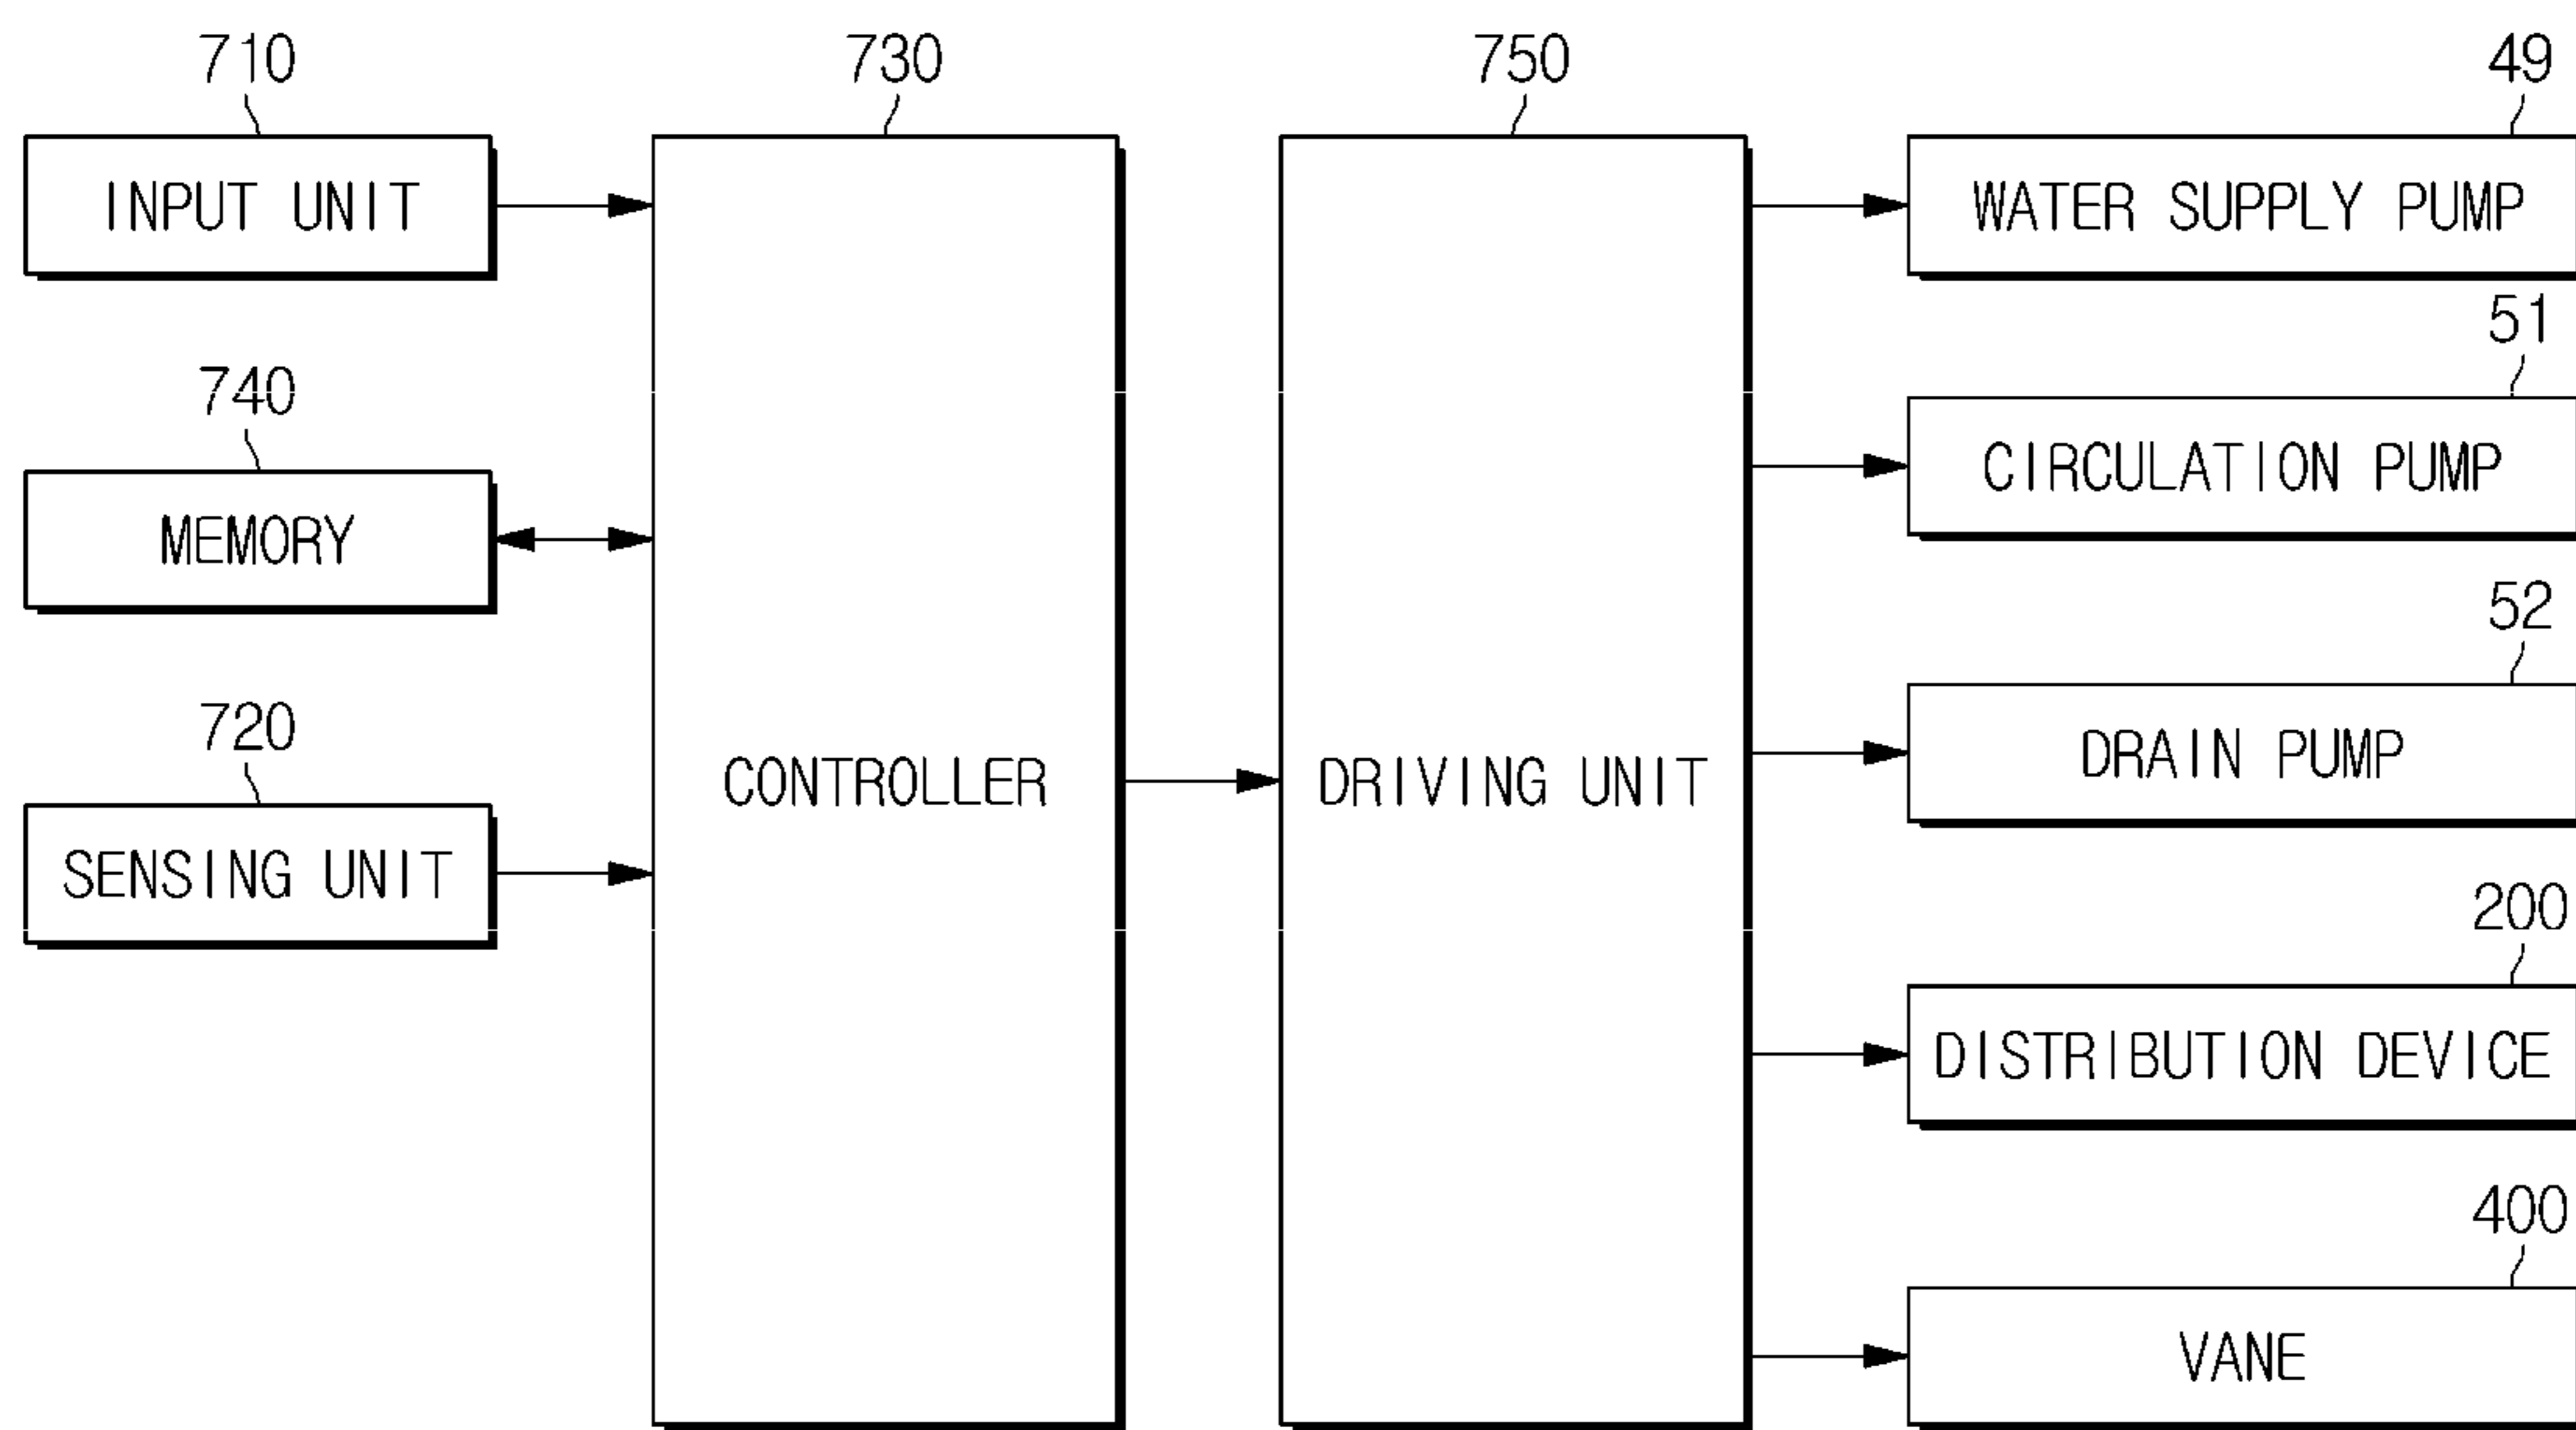 710
INPUT UNIT
740
MEMORY
720
SENSING UNIT
730
CONTROLLER
750
DRIVING UNIT
49
WATER SUPPLY PUMP
51
CIRCULATION PUMP
52
DRAIN PUMP
200
DISTRIBUTION DEVICE
400
VANE